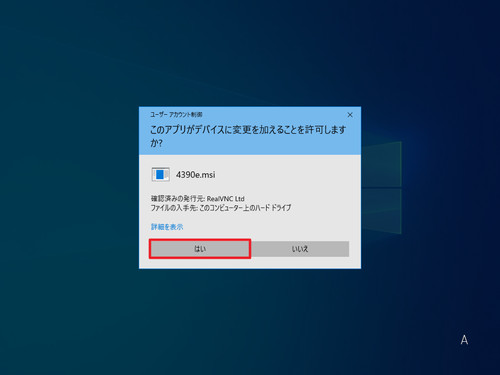 ユーザー アカウント制御
このアプリがデバイスに変更を加えることを許可します
か?
4390e.msi
確認済みの発行元: RealVNC Ltd
ファイルの入手先: このコンピューター上のハード ドライブ
詳細を表示
はい
いいえ
A